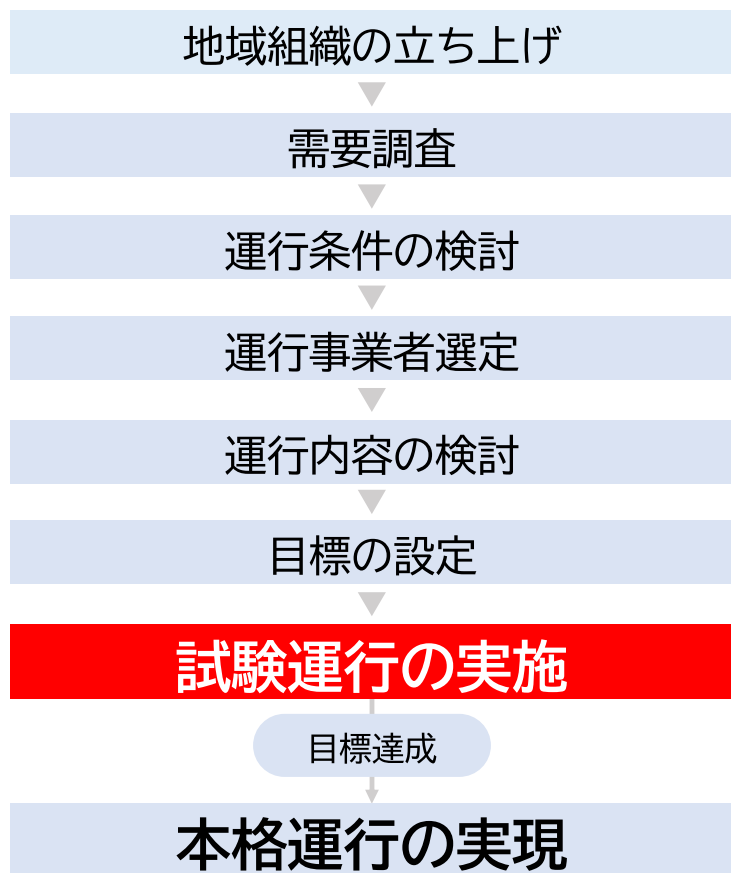 地域組織の立ち上げ
需要調査
運行条件の検討
運行事業者選定
運行内容の検討
目標の設定
試験運行の実施
目標達成
本格運行の実現